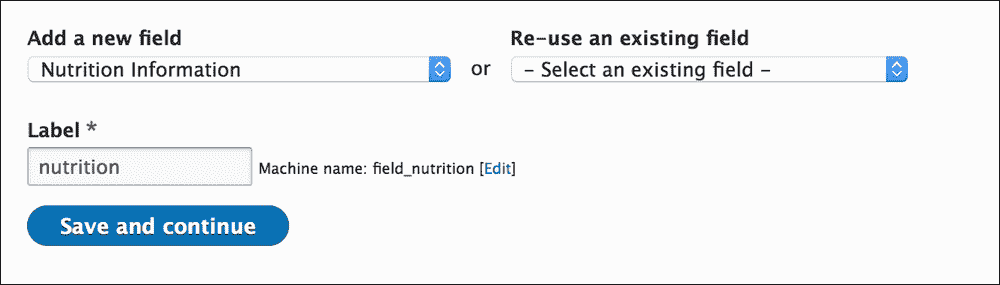 Add a new field
Re-use an existing field
Nutrition Information
or
- Select an existing field -
Label *
nutrition
Machine name: field_nutrition [Edit]
Save and continue